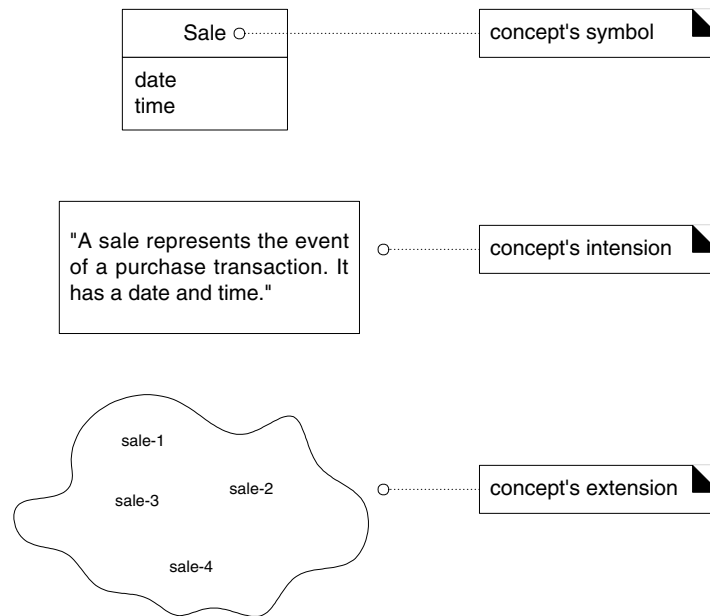 Sale
concept's symbol
date
time
"A sale represents the event
of a purchase transaction. It
has a date and time."
concept's intension
sale-1
sale-2
sale-3
concept's extension
sale-4